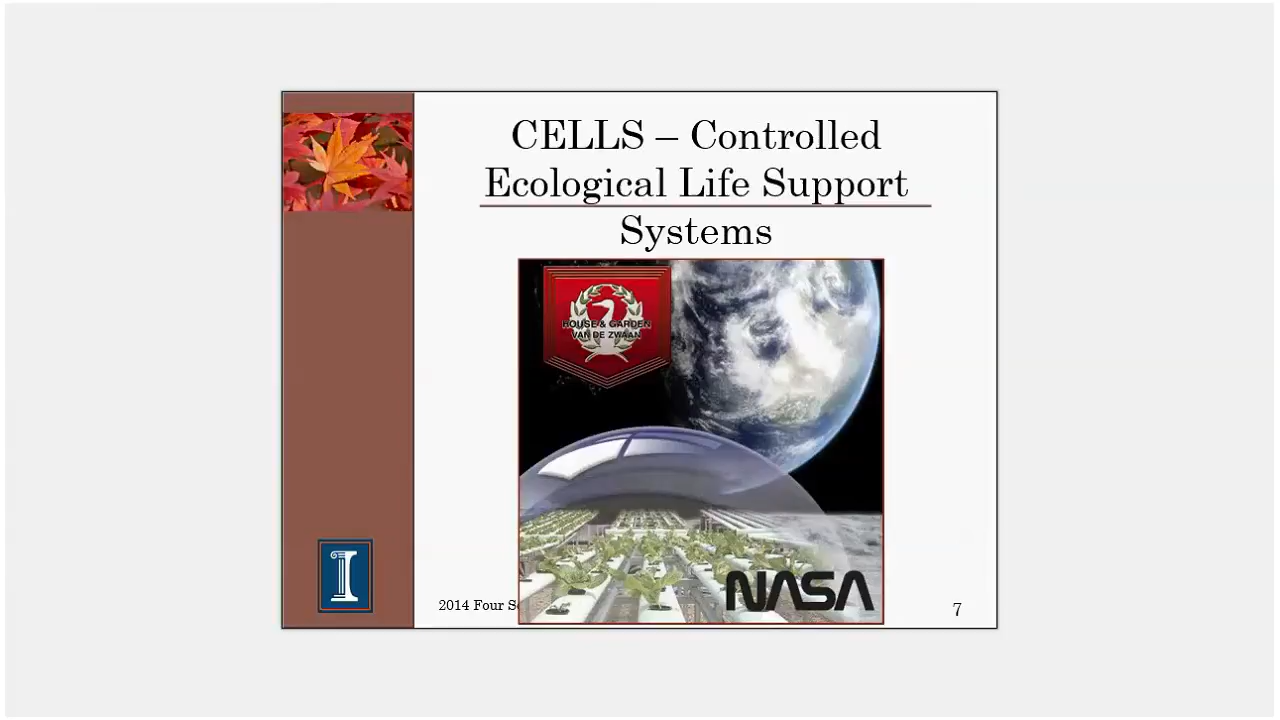 CELLS – Controlled
Ecological Life Support
Systems
HOUSE & GARDEN
VAN DE ZWAAN
NASA
2014 Four
7